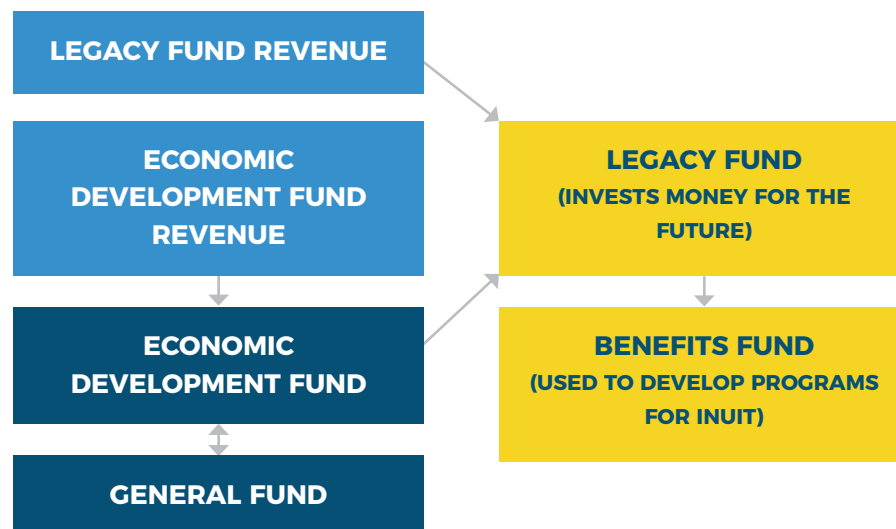 LEGACY FUND REVENUE
ECONOMIC
DEVELOPMENT FUND
REVENUE
ECONOMIC
DEVELOPMENT FUND
GENERAL FUND
LEGACY FUND
(INVESTS MONEY FOR THE
FUTURE)
BENEFITS FUND
(USED TO DEVELOP PROGRAMS
FOR INUIT)